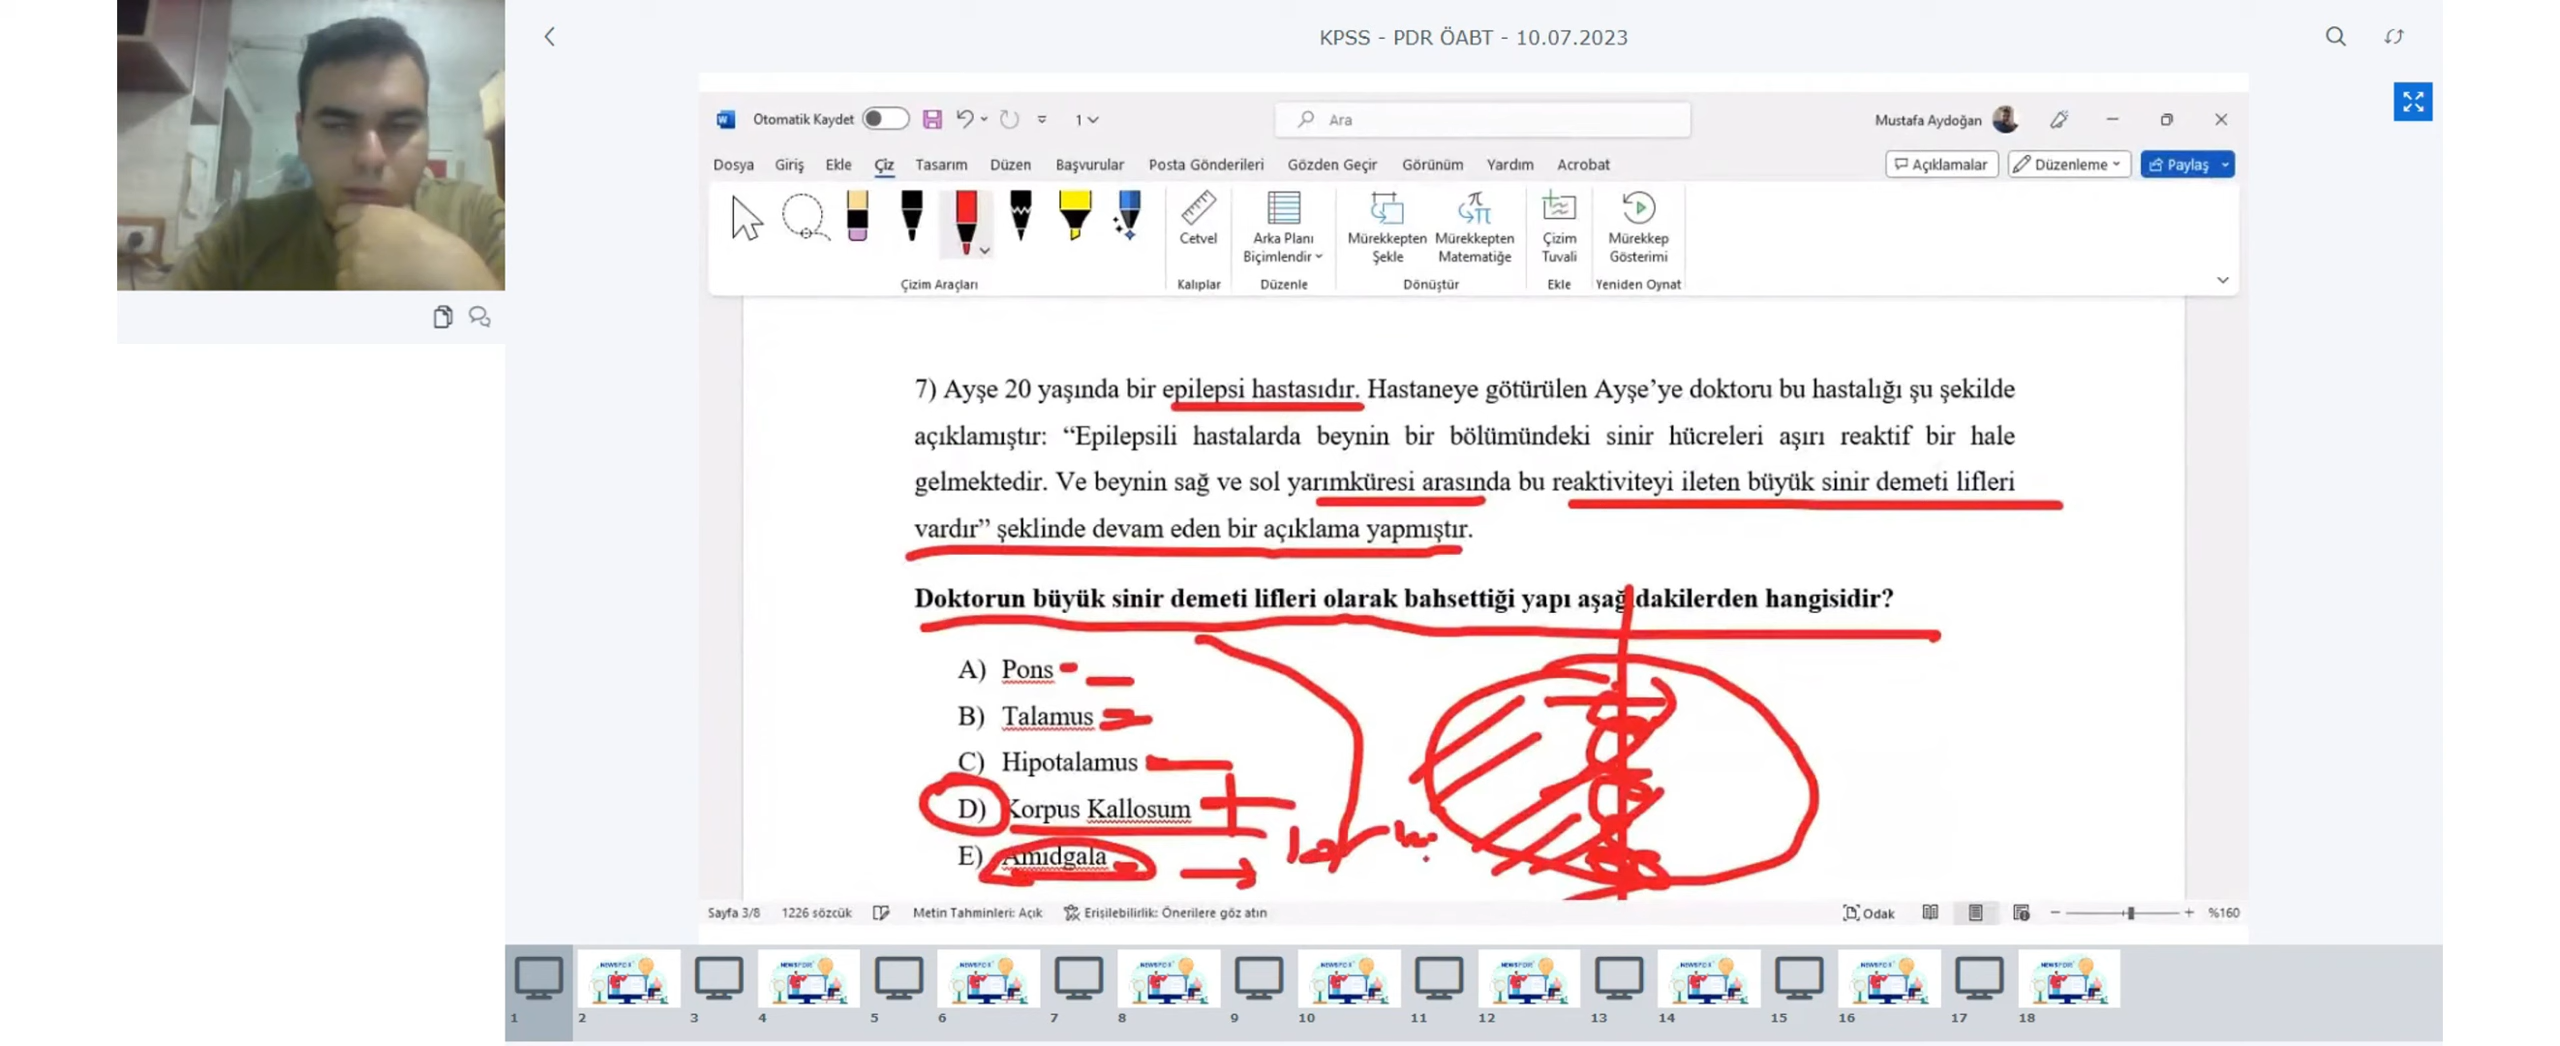 KPSS - PDR ÖABT - 10.07.2023
Otomatik Kaydet
1
Ara
Mustafa Aydoğan
Dosya Giriş Ekle Çiz Tasarım Düzen Başvurular Posta Gönderileri Gözden Geçir Görünüm Yardım Acrobat
Açıklamalar Düzenleme Paylaş
Cetvel
Arka Planı Biçimlendir
Mürekkepten Şekle
Mürekkepten Matematiğe
Çizim Tuvali
Mürekkep Gösterimi
Çizim Araçları Kalıplar Düzenle Dönüştür Ekle Yeniden Oynat
7) Ayşe 20 yaşında bir epilepsi hastasıdır. Hastaneye götürülen Ayşe’ye doktoru bu hastalığı şu şekilde
açıklamıştır: “Epilepsili hastalarda beynin bir bölümündeki sinir hücreleri aşırı reaktif bir hale
gelmektedir. Ve beynin sağ ve sol yarımküresi arasında bu reaktiviteyi ileten büyük sinir demeti lifleri
vardır” şeklinde devam eden bir açıklama yapmıştır.
Doktorun büyük sinir demeti lifleri olarak bahsettiği yapı aşağıdakilerden hangisidir?
A) Pons
B) Talamus
C) Hipotalamus
D) Korpus Kallosum
E) Amidgala
Sayfa 3/8 1226 sözcük Metin Tahminleri: Açık Erişilebilirlik: Önerilere göz atın Odak %160
1 2 3 4 5 6 7 8 9 10 11 12 13 14 15 16 17 18